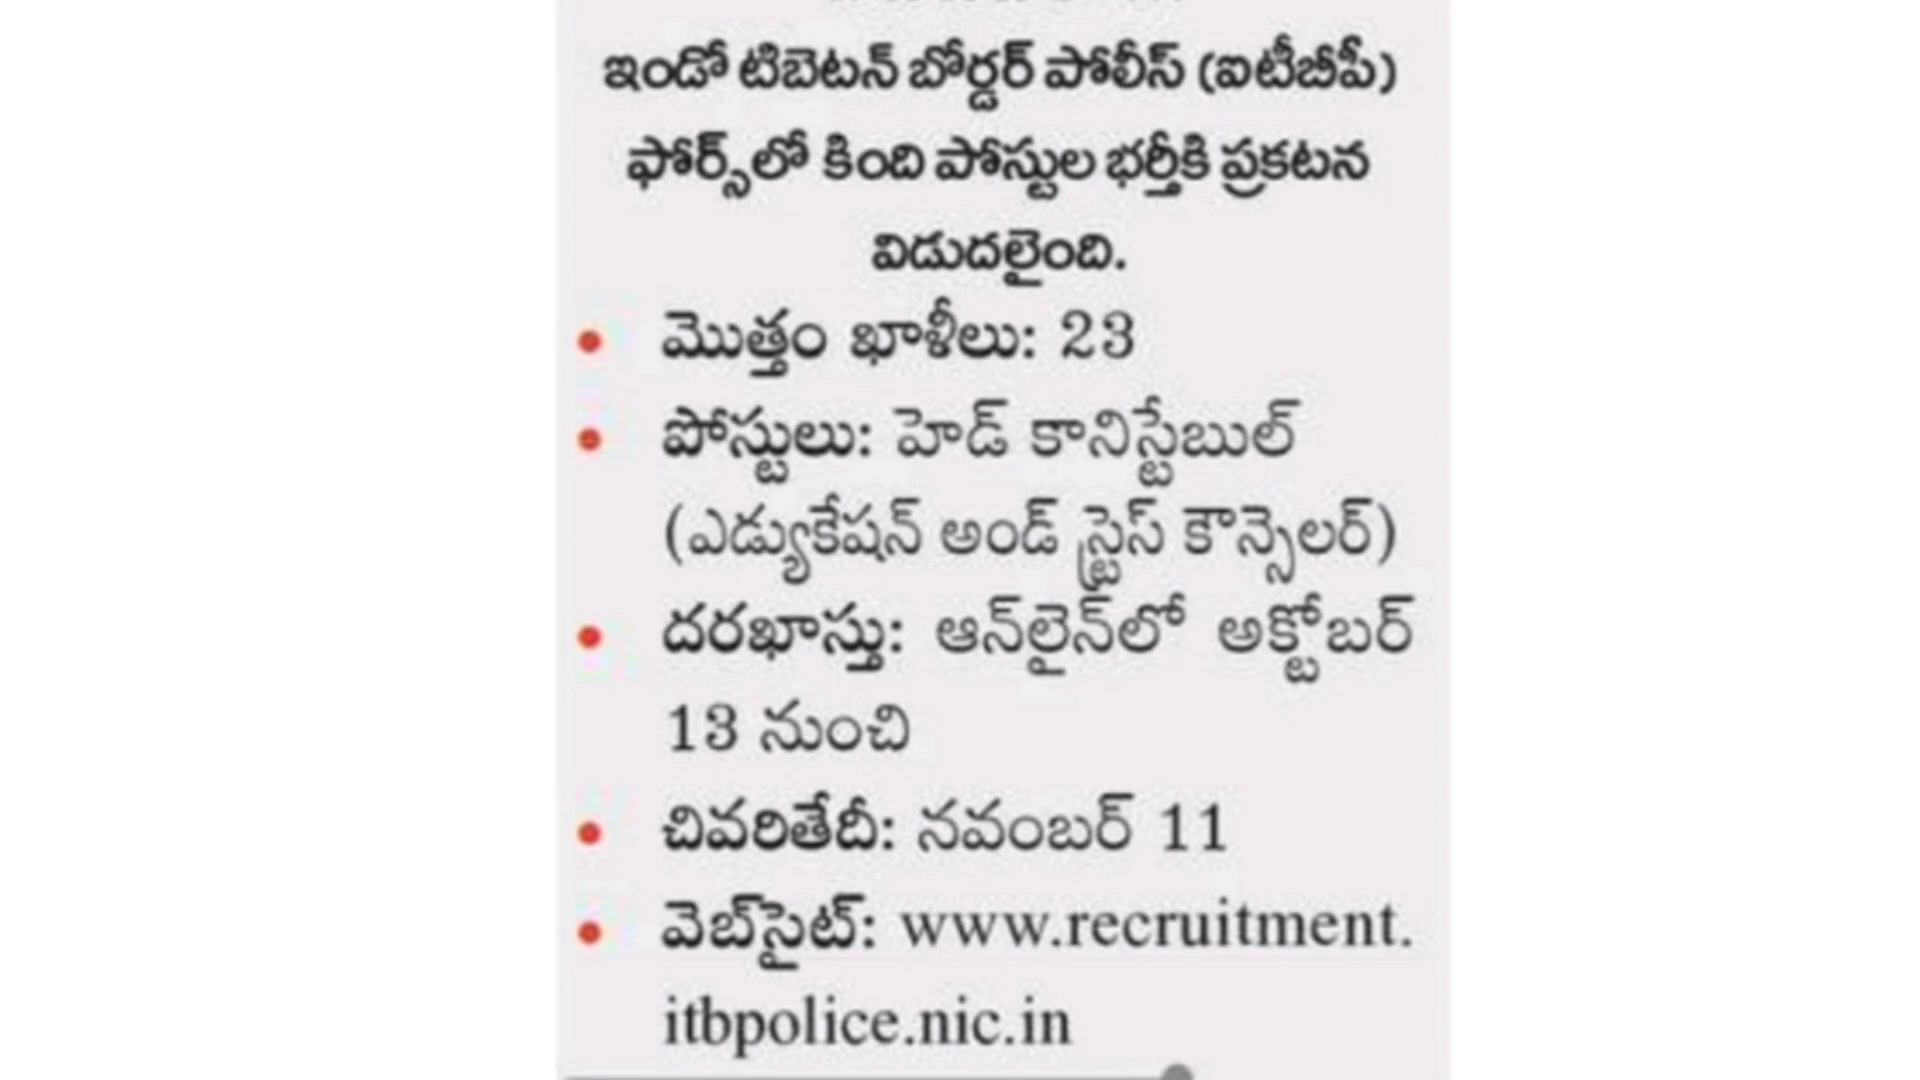 ఇండో టిబెటన్ బోర్డర్ పోలీస్ (ఐటీబీపీ)
ఫోర్స్‌లో కింది పోస్టుల భర్తీకి ప్రకటన
విడుదలైంది.
• మొత్తం ఖాళీలు: 23
• పోస్టులు: హెడ్ కానిస్టేబుల్
(ఎడ్యుకేషన్ అండ్ స్ట్రెస్ కౌన్సెలర్)
• దరఖాస్తు: ఆన్‌లైన్‌లో అక్టోబర్
13 నుంచి
• చివరితేదీ: నవంబర్ 11
• వెబ్‌సైట్: www.recruitment.
itbpolice.nic.in